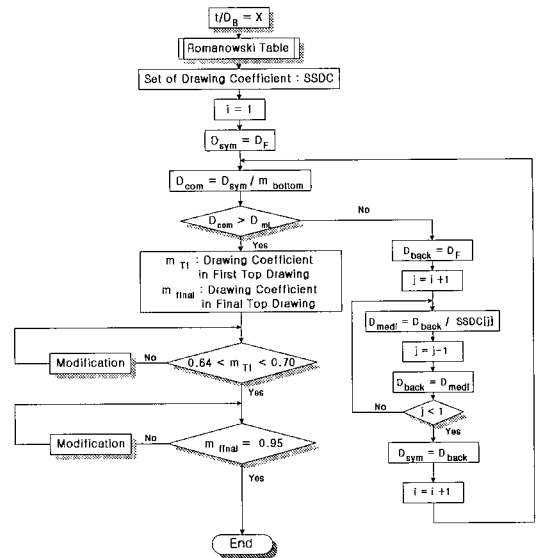 t/D_B = X
Romanowski Table
Set of Drawing Coefficient : SSDC
i = 1
D_sym = D_F
D_com = D_sym / m_bottom
D_com > D_mi
No
Yes
m_T1 : Drawing Coefficient
in First Top Drawing
m_final : Drawing Coefficient
in Final Top Drawing
0.64 < m_T1 < 0.70
No
Modification
Yes
m_final = 0.95
No
Modification
Yes
End
D_back = D_F
j = i +1
D_medi = D_back / SSDC[j]
j = j-1
D_back = D_medi
j < 1
No
Yes
D_sym = D_back
i = i +1